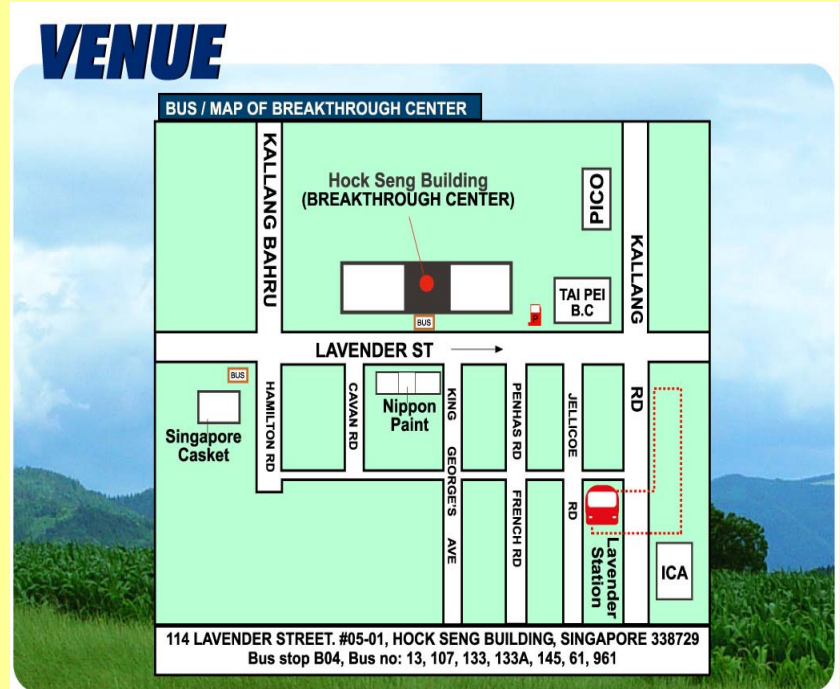 VENUE
BUS / MAP OF BREAKTHROUGH CENTER
KALLANG BAHRU
Hock Seng Building
(BREAKTHROUGH CENTER)
PICO
KALLANG RD
TAI PEI
B.C
P
BUS
LAVENDER ST
BUS
Singapore
Casket
HAMILTON RD
CAVAN RD
Nippon
Paint
KING GEORGE'S AVE
PENHAS RD
FRENCH RD
JELLICOE RD
Lavender
Station
ICA
114 LAVENDER STREET. #05-01, HOCK SENG BUILDING, SINGAPORE 338729
Bus stop B04, Bus no: 13, 107, 133, 133A, 145, 61, 961